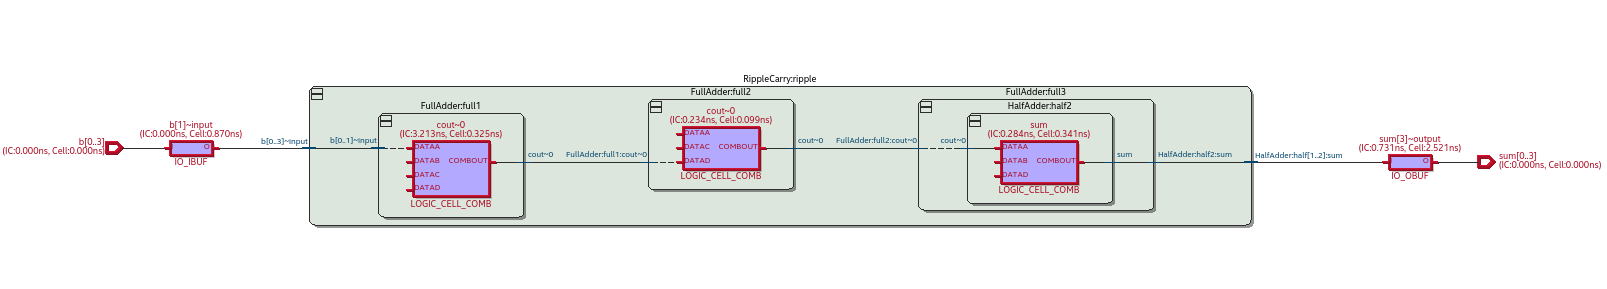 RippleCarry:ripple
FullAdder:full1
FullAdder:full2
FullAdder:full3
HalfAdder:half2
b[0..3]
(IC:0.000ns, Cell:0.000ns)
b[1]~input
(IC:0.000ns, Cell:0.870ns)
O
IO_IBUF
b[0..3]~input
b[0..1]~input
cout~0
(IC:3.213ns, Cell:0.325ns)
DATAA
DATAB
COMBOUT
DATAC
DATAD
LOGIC_CELL_COMB
cout~0
FullAdder:full1:cout~0
cout~0
(IC:0.234ns, Cell:0.099ns)
DATAA
DATAC
COMBOUT
DATAD
LOGIC_CELL_COMB
cout~0
FullAdder:full2:cout~0
cout~0
sum
(IC:0.284ns, Cell:0.341ns)
DATAA
DATAB
COMBOUT
DATAD
LOGIC_CELL_COMB
sum
HalfAdder:half2:sum
HalfAdder:half[1..2]:sum
sum[3]~output
(IC:0.731ns, Cell:2.521ns)
O
IO_OBUF
sum[0..3]
(IC:0.000ns, Cell:0.000ns)